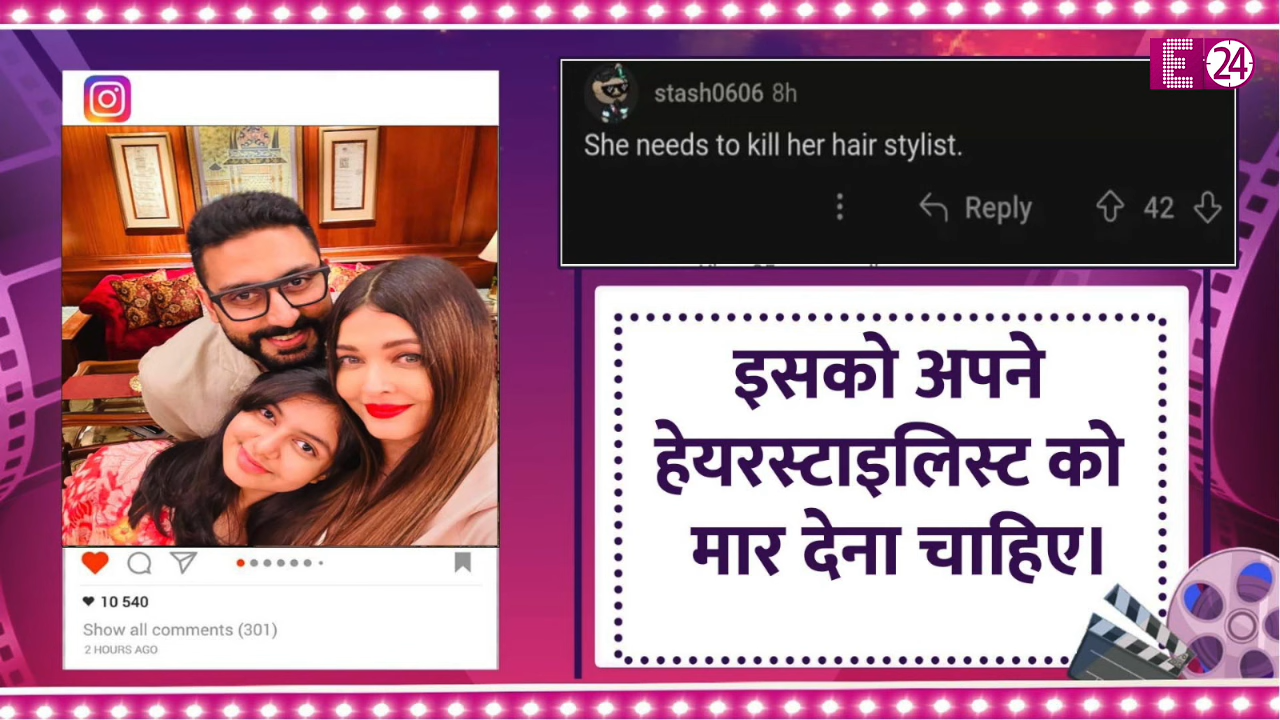 E 24
stash0606 8h
She needs to kill her hair stylist.
Reply 42
इसको अपने
हेयरस्टाइलिस्ट को
मार देना चाहिए।
10 540
Show all comments (301)
2 HOURS AGO